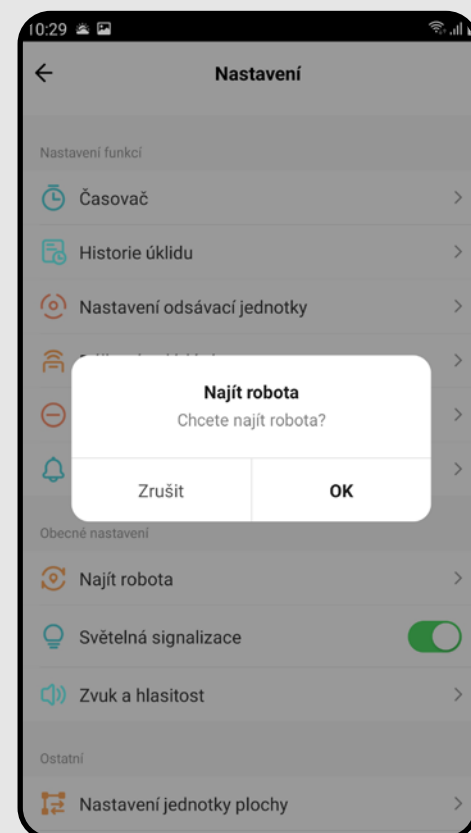 10:29
Nastavení
Nastavení funkcí
Časovač
Historie úklidu
Nastavení odsávací jednotky
Najít robota
Chcete najít robota?
Zrušit
OK
Obecné nastavení
Najít robota
Světelná signalizace
Zvuk a hlasitost
Ostatní
Nastavení jednotky plochy